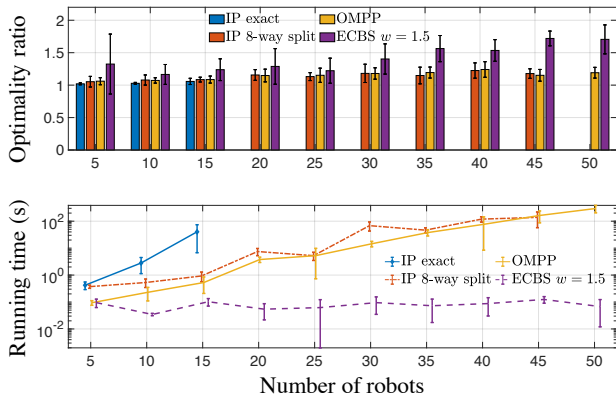 Optimality ratio
2
1.5
1
0.5
0
IP exact
OMPP
IP 8-way split
ECBS w = 1.5
5 10 15 20 25 30 35 40 45 50
Running time (s)
10^2
10^0
10^-2
IP exact
OMPP
IP 8-way split
ECBS w = 1.5
5 10 15 20 25 30 35 40 45 50
Number of robots